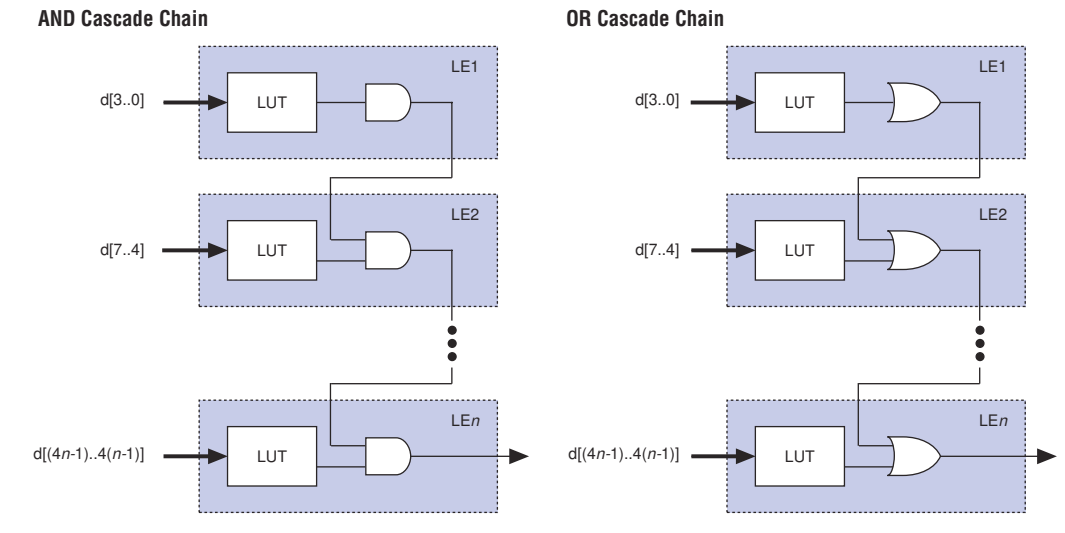 AND Cascade Chain
LE1
d[3..0]
LUT
LE2
d[7..4]
LUT
LEn
d[(4n-1)..4(n-1)]
LUT
OR Cascade Chain
LE1
d[3..0]
LUT
LE2
d[7..4]
LUT
LEn
d[(4n-1)..4(n-1)]
LUT